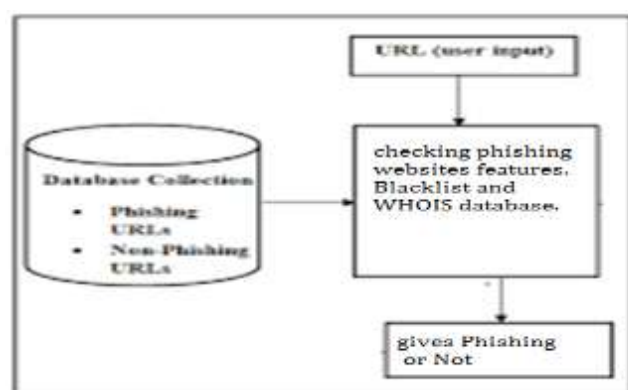 URL (user input)
Database Collection
• Phishing
URLs
• Non-Phishing
URLs
checking phishing
websites features.
Blacklist and
WHOIS database.
gives Phishing
or Not